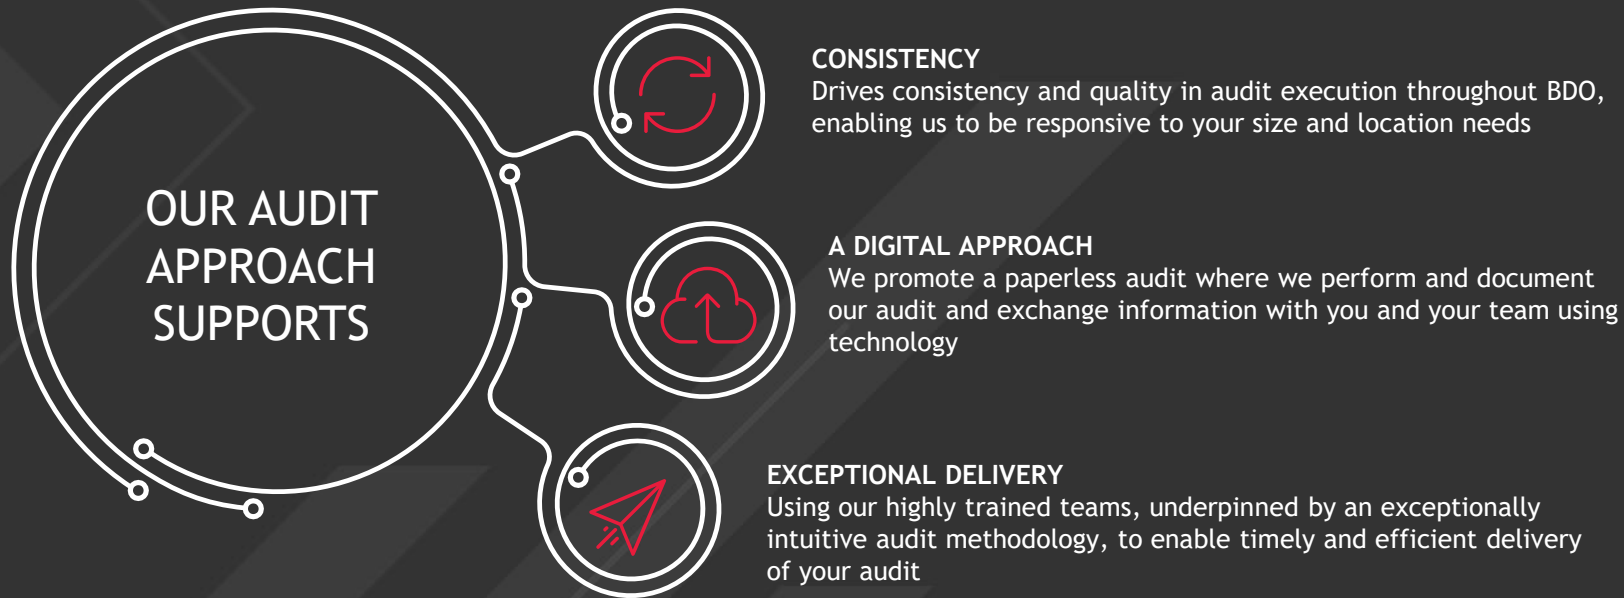 OUR AUDIT
APPROACH
SUPPORTS
CONSISTENCY
Drives consistency and quality in audit execution throughout BDO,
enabling us to be responsive to your size and location needs
A DIGITAL APPROACH
We promote a paperless audit where we perform and document
our audit and exchange information with you and your team using
technology
EXCEPTIONAL DELIVERY
Using our highly trained teams, underpinned by an exceptionally
intuitive audit methodology, to enable timely and efficient delivery
of your audit